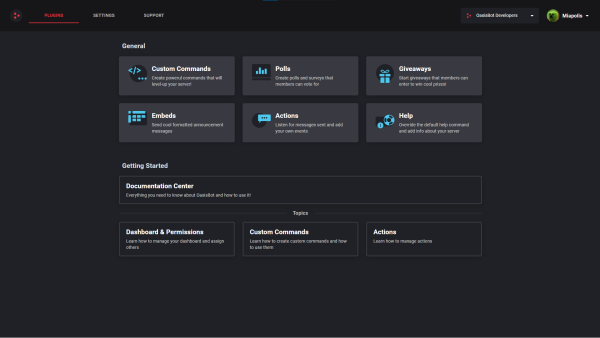 PLUGINS SETTINGS SUPPORT OasisBot Developers Miapolis
General
Custom Commands
Create powerful commands that will
level-up your server!
Polls
Create polls and surveys that
members can vote for
Giveaways
Start giveaways that members can
enter to win cool prizes!
Embeds
Send cool formatted announcement
messages
Actions
Listen for messages sent and add
your own events
Help
Override the default help command
and add info about your server
Getting Started
Documentation Center
Everything you need to know about OasisBot and how to use it!
Topics
Dashboard & Permissions
Learn how to manage your dashboard and assign
others
Custom Commands
Learn how to create custom commands and how
to use them
Actions
Learn how to manage actions